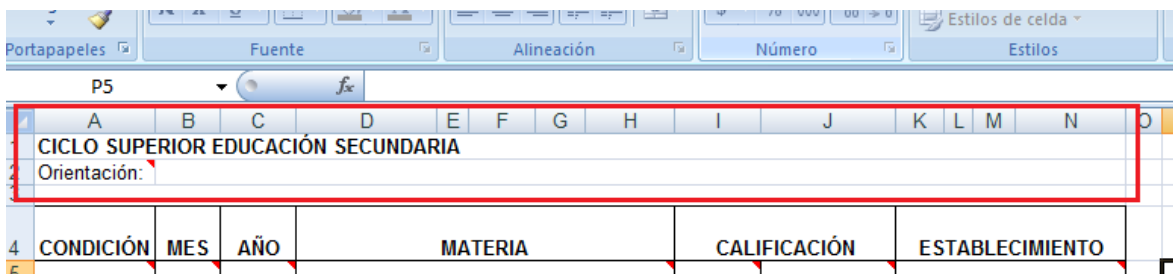 Estilos de celda
Portapapeles Fuente Alineación Número Estilos
P5 fx
A B C D E F G H I J K L M N O
1 CICLO SUPERIOR EDUCACIÓN SECUNDARIA
2 Orientación:
3
4 CONDICIÓN MES AÑO MATERIA CALIFICACIÓN ESTABLECIMIENTO
5